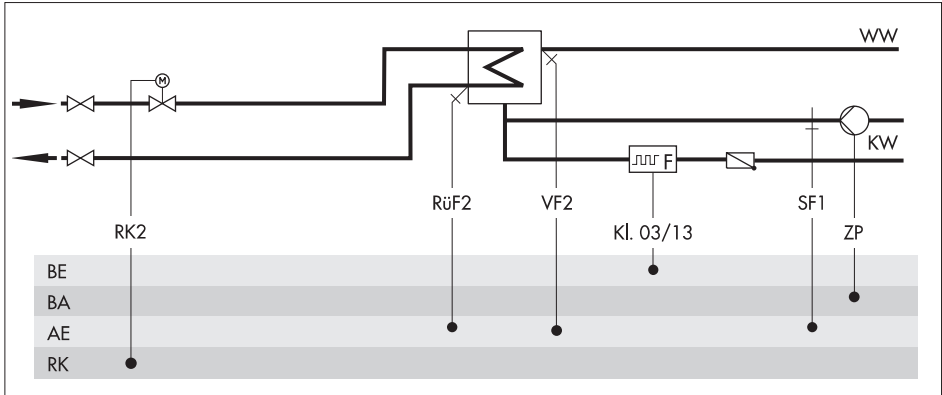 WW
M
KW
F
RüF2 VF2 SF1
RK2 Kl. 03/13 ZP
BE
BA
AE
RK